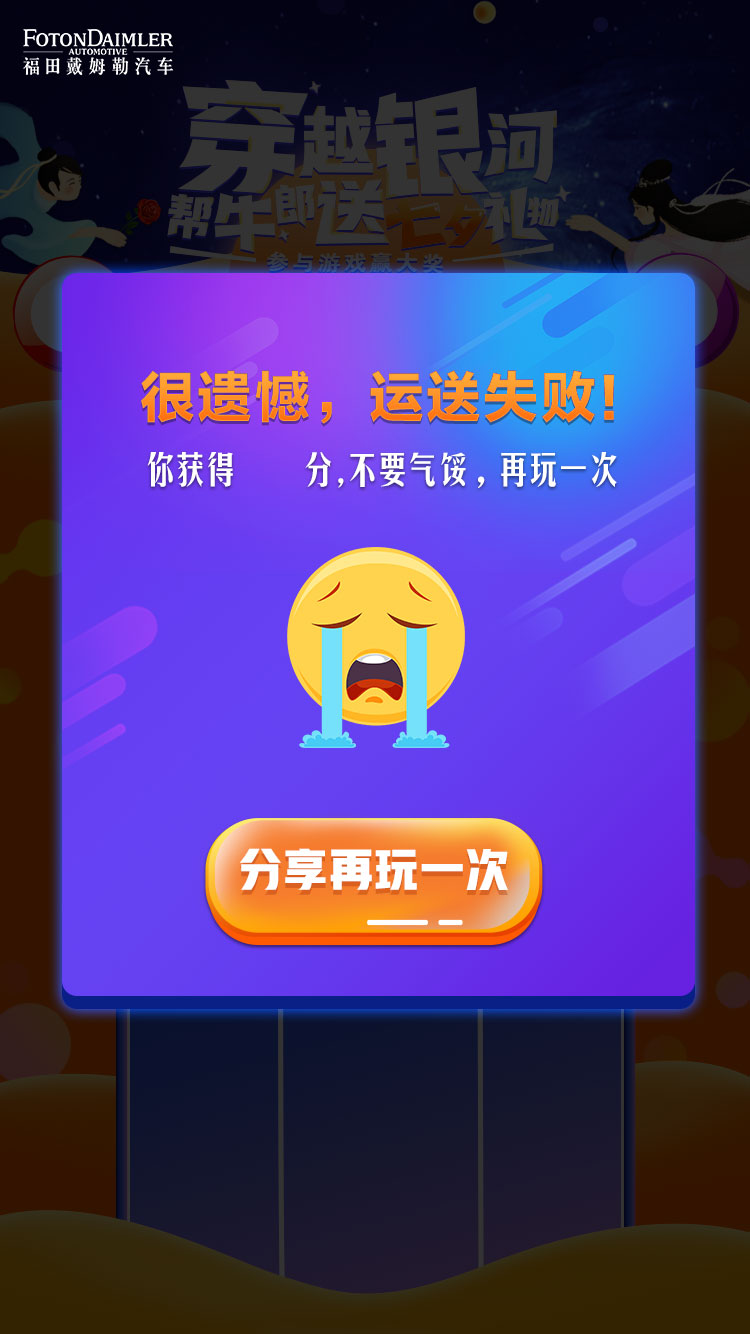 FOTONDAIMLER
AUTOMOTIVE
福田戴姆勒汽车
穿越银河
帮牛郎送七夕礼物
参与游戏赢大奖
很遗憾，运送失败!
你获得 分,不要气馁，再玩一次
分享再玩一次